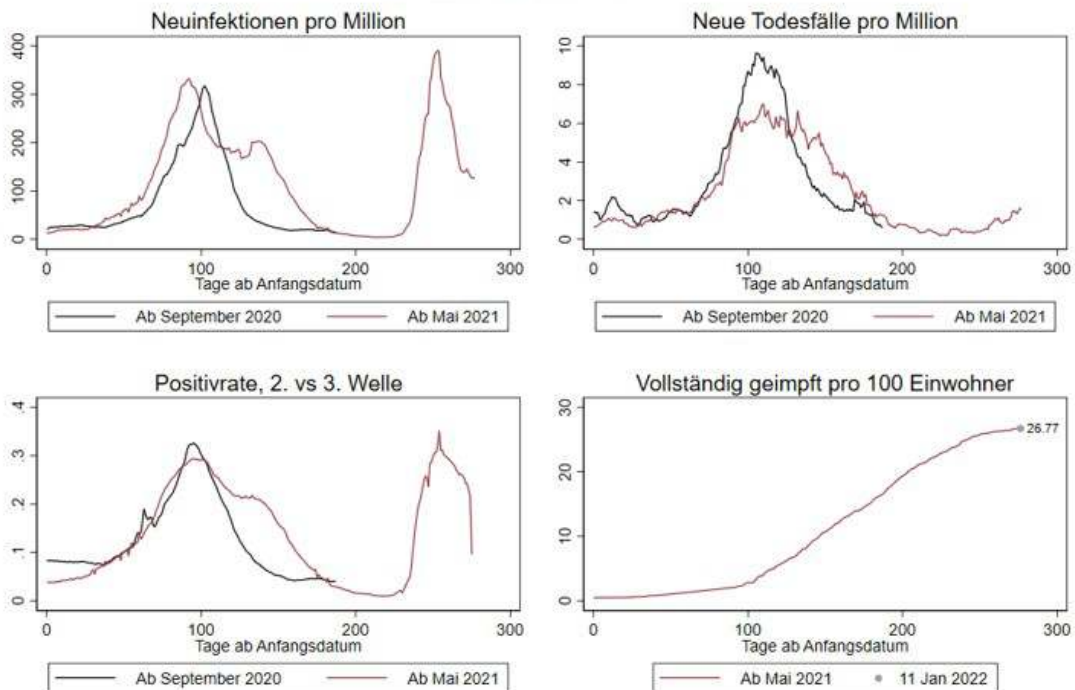 Neuinfektionen pro Million
400
300
200
100
0
0 100 200 300
Tage ab Anfangsdatum
Ab September 2020 Ab Mai 2021
Neue Todesfälle pro Million
10
8
6
4
2
0
0 100 200 300
Tage ab Anfangsdatum
Ab September 2020 Ab Mai 2021
Positivrate, 2. vs 3. Welle
.4
.3
.2
.1
0
0 100 200 300
Tage ab Anfangsdatum
Ab September 2020 Ab Mai 2021
Vollständig geimpft pro 100 Einwohner
30
20
10
0
26.77
0 100 200 300
Tage ab Anfangsdatum
Ab Mai 2021 11 Jan 2022